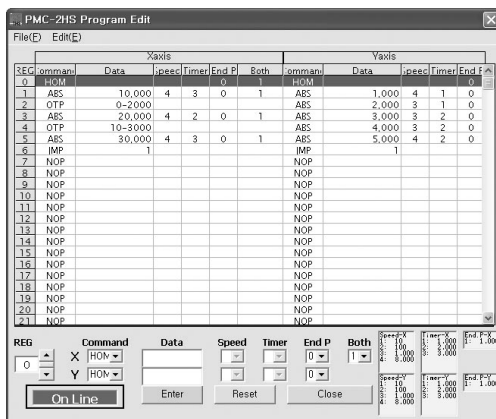 PMC-2HS Program Edit
File(F) Edit(E)
Xaxis Yaxis
REG Data Timer End P Both Data Timer
0 HOM 0 1 0
1 ABS 10,000 4 3 0 1 ABS 1,000 4 1 0
2 OTP 0-2000 ABS 2,000 3 1 0
3 ABS 20,000 4 2 0 1 ABS 3,000 3 2 0
4 OTP 10-3000 ABS 4,000 3 2 0
5 ABS 30,000 4 3 0 1 ABS 5,000 4 2 0
6 IMP 1 IMP 1
7 NOP NOP
8 NOP NOP
9 NOP NOP
10 NOP NOP
11 NOP NOP
12 NOP NOP
13 NOP NOP
14 NOP NOP
15 NOP NOP
16 NOP NOP
17 NOP NOP
18 NOP NOP
19 NOP NOP
20 NOP NOP
21 NOP NOP
REG Command Data Speed Timer End P Both
0 X HOM 0 1
Y HOM 0
On Line Enter Reset Close
Speed-X Timer-X End.P-X
1: 10 1: 1.000 1: 1.000
2: 100 2: 2.000
3: 1.000 3: 3.000
4: 8.000
Speed-Y Timer-Y End.P-Y
1: 10 1: 1.000 1: 1.000
2: 100 2: 2.000
3: 1.000 3: 3.000
4: 8.000